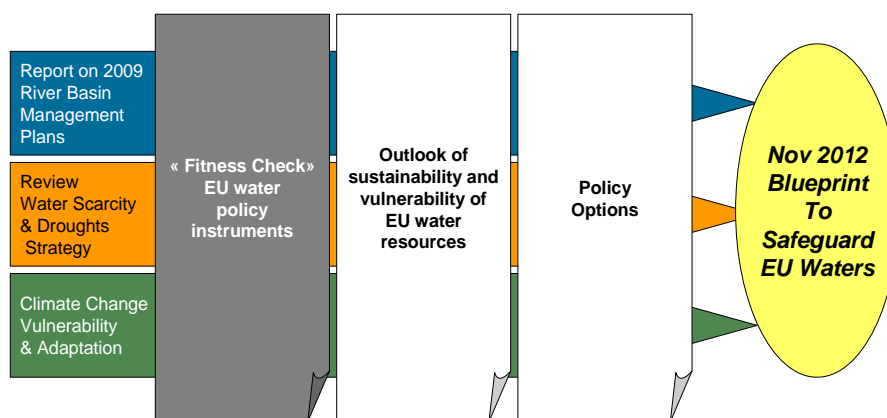 Report on 2009
River Basin
Management
Plans
Review
Water Scarcity
& Droughts
Strategy
Climate Change
Vulnerability
& Adaptation
« Fitness Check»
EU water
policy
instruments
Outlook of
sustainability and
vulnerability of
EU water
resources
Policy
Options
Nov 2012
Blueprint
To
Safeguard
EU Waters